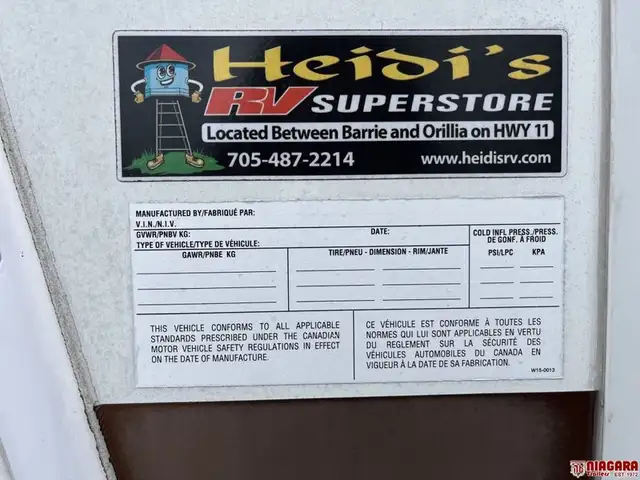 Heidi's
RV SUPERSTORE
Located Between Barrie and Orillia on HWY 11
705-487-2214 www.heidisrv.com
MANUFACTURED BY/FABRIQUÉ PAR:
V.I.N./N.I.V.
GVWR/PNBV KG: DATE:
TYPE OF VEHICLE/TYPE DE VÉHICULE:
COLD INFL PRESS./PRESS.
DE GONF. À FROID
GAWR/PNBE KG TIRE/PNEU - DIMENSION - RIM/JANTE PSI/LPC KPA
THIS VEHICLE CONFORMS TO ALL APPLICABLE
STANDARDS PRESCRIBED UNDER THE CANADIAN
MOTOR VEHICLE SAFETY REGULATIONS IN EFFECT
ON THE DATE OF MANUFACTURE.
CE VÉHICULE EST CONFORME À TOUTES LES
NORMES QUI LUI SONT APPLICABLES EN VERTU
DU REGLEMENT SUR LA SÉCURITÉ DES
VÉHICULES AUTOMOBILES DU CANADA EN
VIGUEUR À LA DATE DE SA FABRICATION.
W15-0013
NIAGARA
Trailers EST 1972